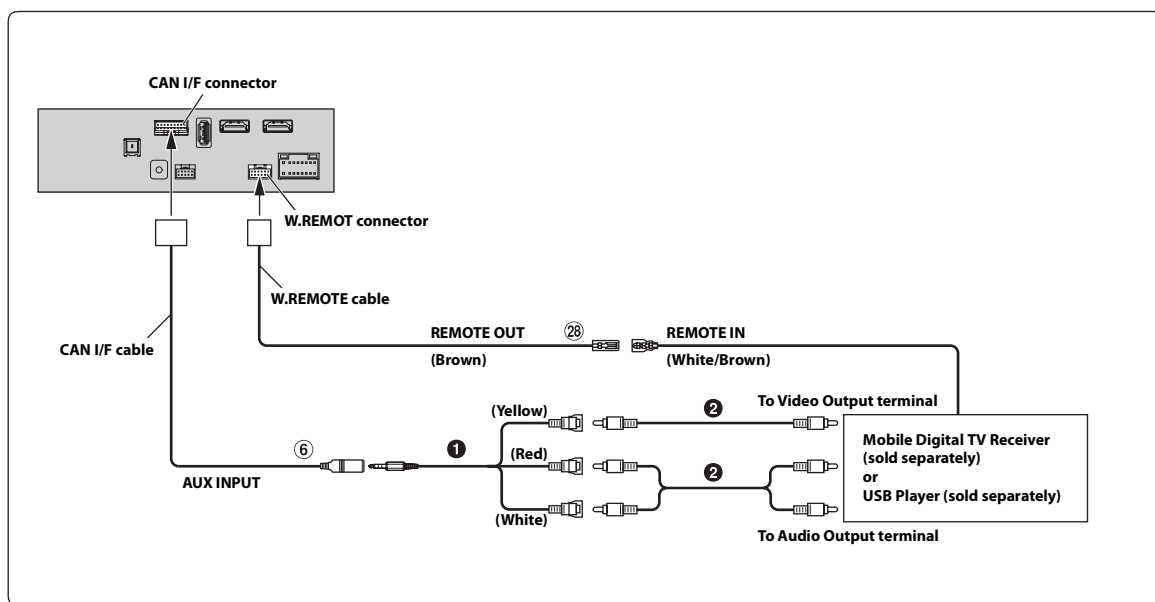 CAN I/F connector
W.REMOT connector
W.REMOTE cable
CAN I/F cable
REMOTE OUT
㉘
REMOTE IN
(Brown)
(White/Brown)
(Yellow)
❷
To Video Output terminal
⑥
❶
(Red)
AUX INPUT
❷
(White)
Mobile Digital TV Receiver
(sold separately)
or
USB Player (sold separately)
To Audio Output terminal